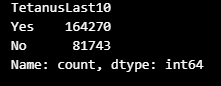 TetanusLast10
Yes    164270
No      81743
Name: count, dtype: int64